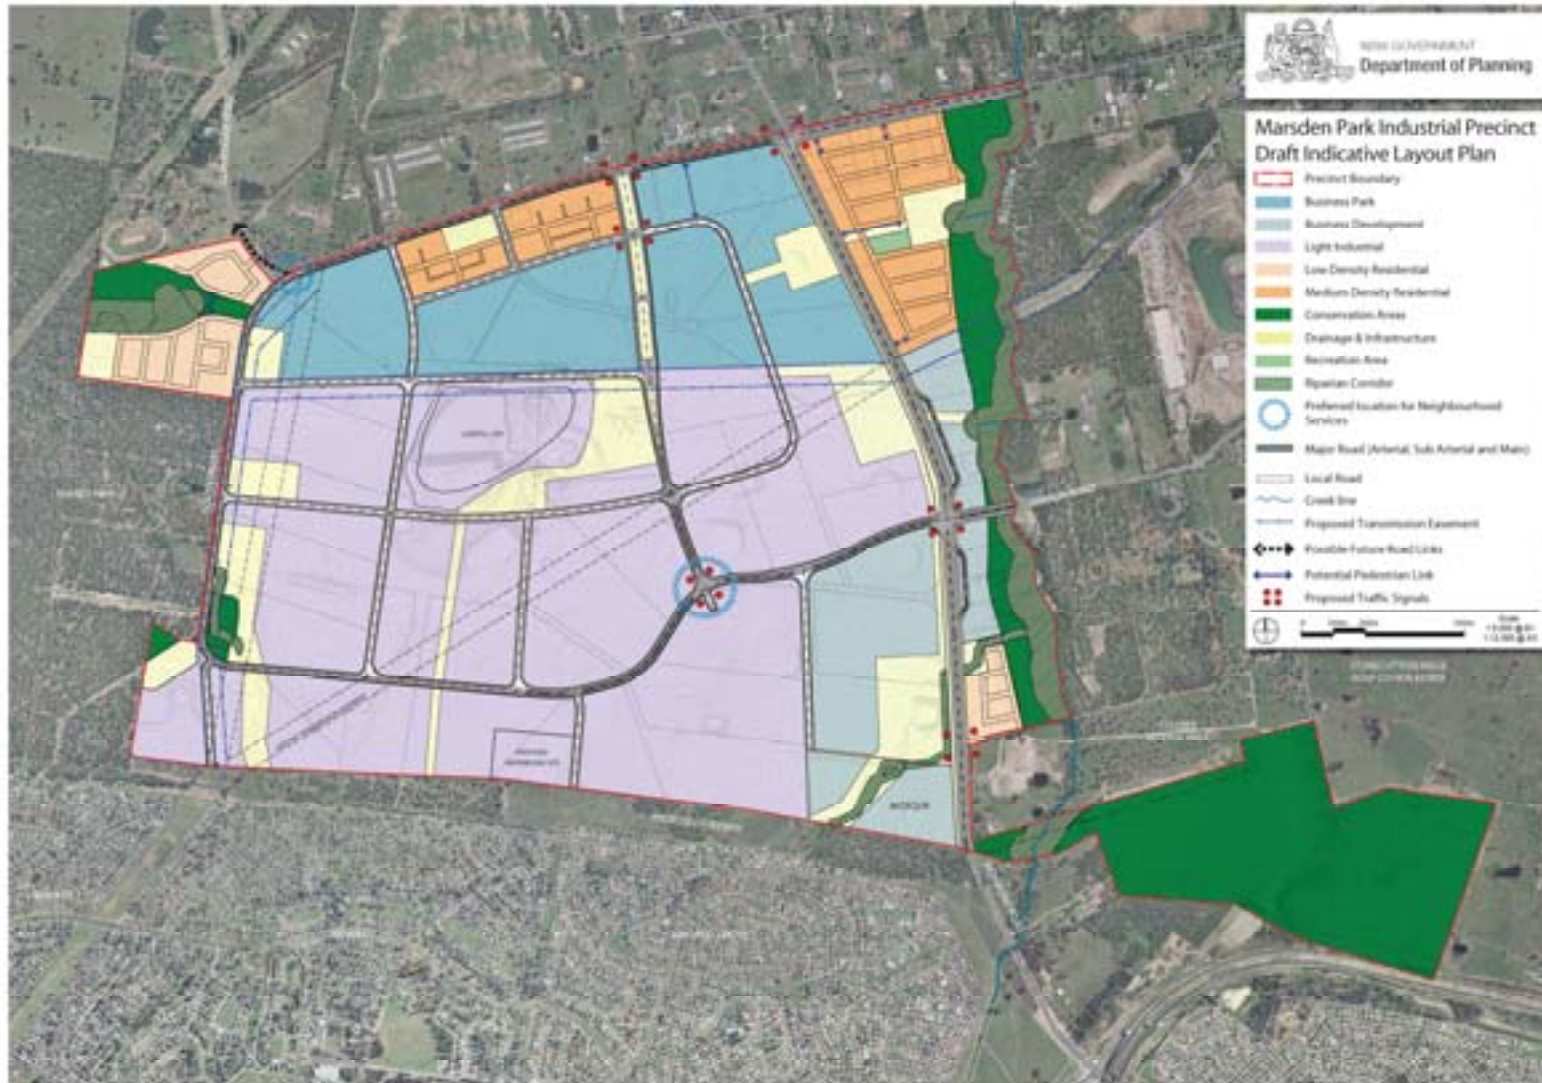 NSW GOVERNMENT
Department of Planning
Marsden Park Industrial Precinct
Draft Indicative Layout Plan
Precinct Boundary
Business Park
Business Development
Light Industrial
Low Density Residential
Medium Density Residential
Conservation Areas
Drainage & Infrastructure
Recreation Area
Riparian Corridor
Preferred location for Neighbourhood
Services
Major Road (Arterial, Sub Arterial and Main)
Local Road
Creek line
Proposed Transmission Easement
Possible Future Road Links
Potential Pedestrian Link
Proposed Traffic Signals
Scale